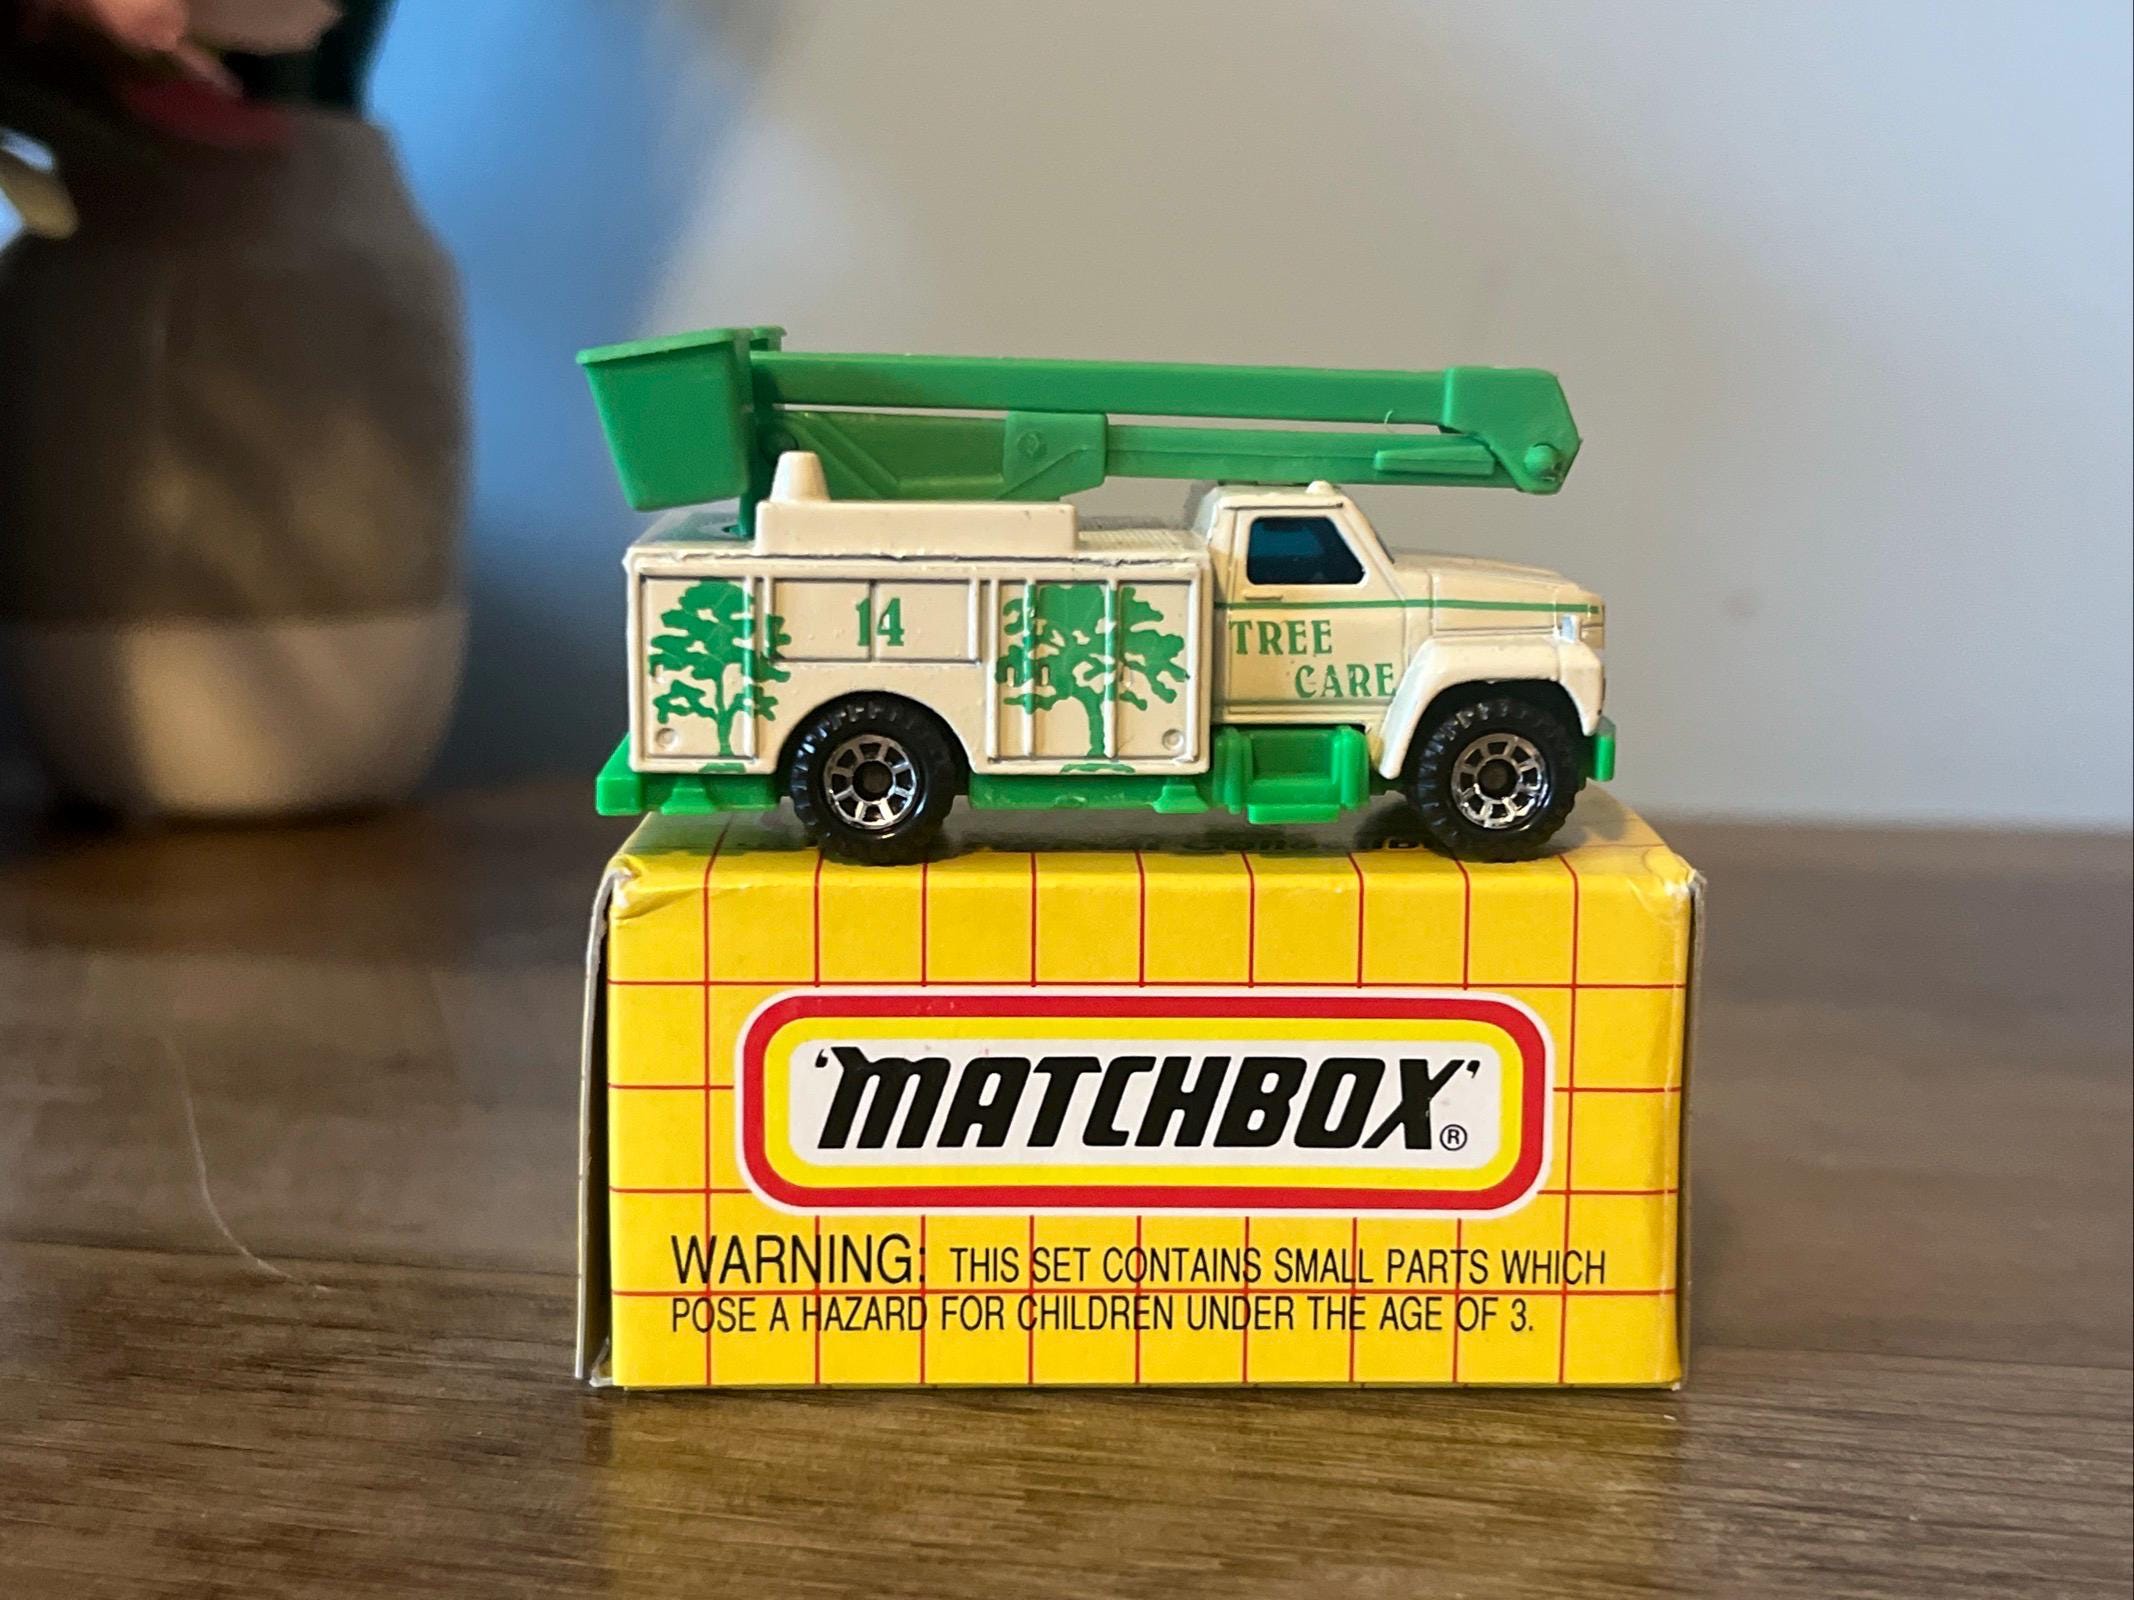 14
TREE
CARE
'MATCHBOX'®
WARNING: THIS SET CONTAINS SMALL PARTS WHICH
POSE A HAZARD FOR CHILDREN UNDER THE AGE OF 3.